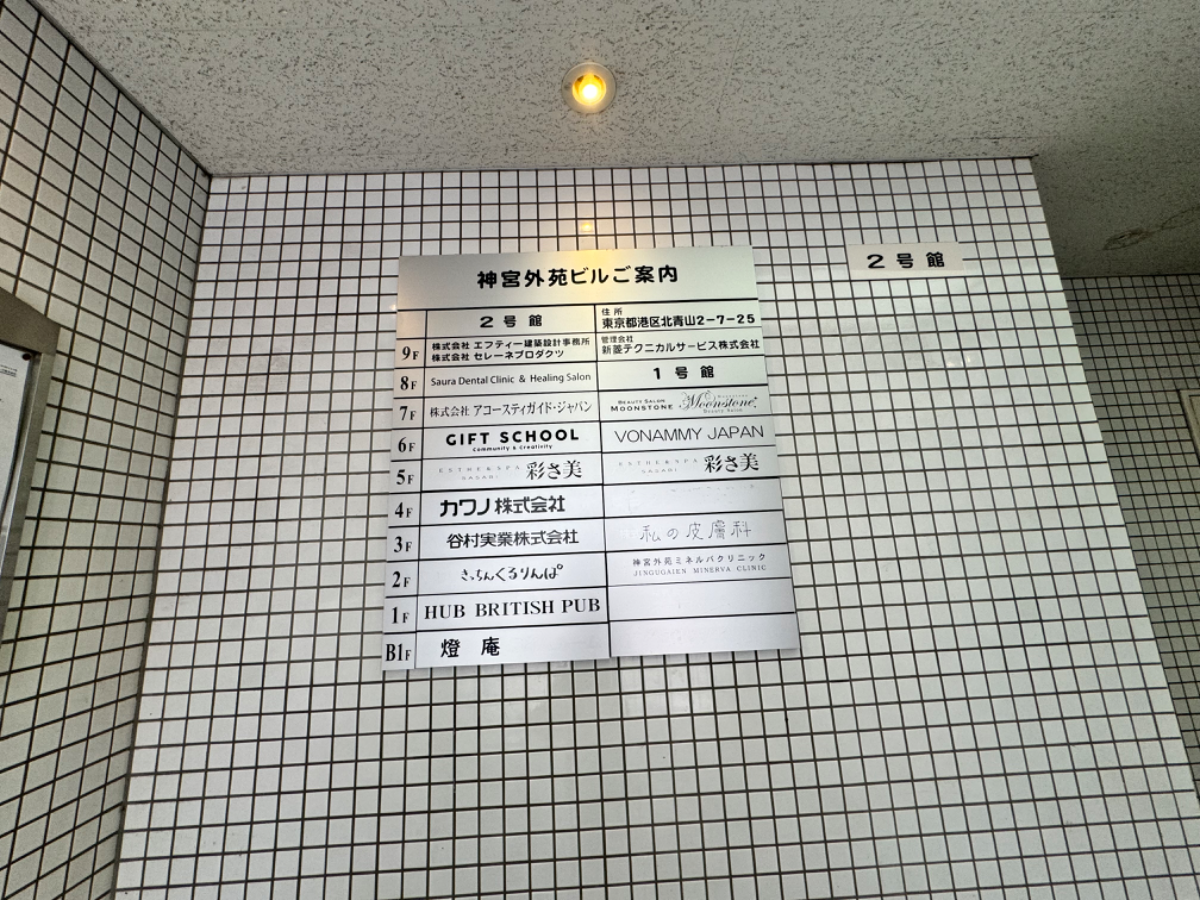 神宮外苑ビルご案内
2号館
2号館
住所
東京都港区北青山2-7-25
9F
株式会社 エフティー建築設計事務所
株式会社 セレーネプロダクツ
管理会社
新菱テクニカルサービス株式会社
8F
Saura Dental Clinic & Healing Salon
1号館
7F
株式会社 アコースティガイド・ジャパン
BEAUTY SALON
MOONSTONE
Moonstone
Beauty Salon
6F
GIFT SCHOOL
Community & Creativity
VONAMMY JAPAN
5F
ESTHE&SPA
SASABI
彩さ美
ESTHE&SPA
SASABI
彩さ美
4F
カワノ株式会社
3F
谷村実業株式会社
私の皮膚科
2F
きっちんくるりんぱ
神宮外苑ミネルバクリニック
JINGUGAIEN MINERVA CLINIC
1F
HUB BRITISH PUB
B1F
燈庵